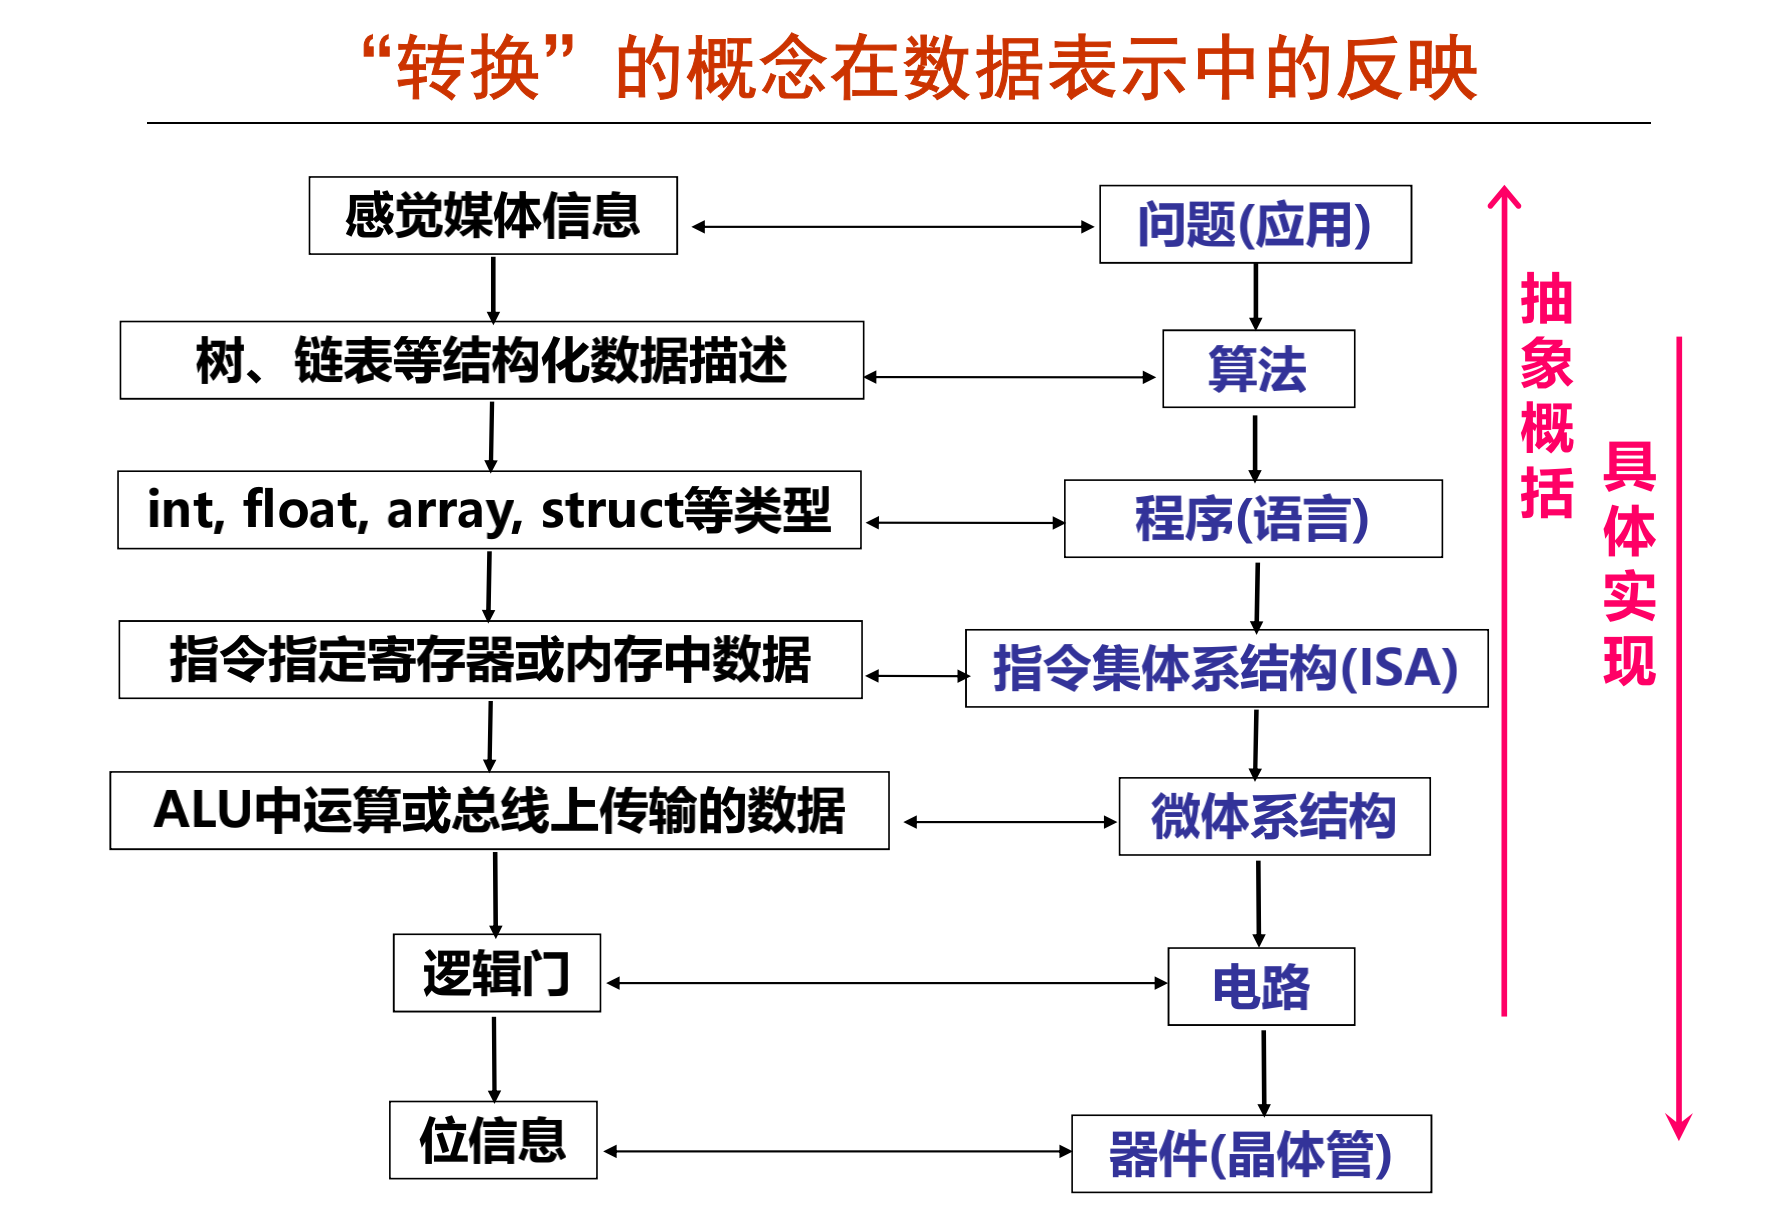 “转换”的概念在数据表示中的反映
感觉媒体信息
问题(应用)
树、链表等结构化数据描述
算法
int, float, array, struct等类型
程序(语言)
指令指定寄存器或内存中数据
指令集体系结构(ISA)
ALU中运算或总线上传输的数据
微体系结构
逻辑门
电路
位信息
器件(晶体管)
抽象概括
具体实现